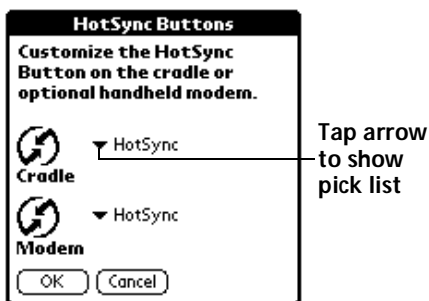 HotSync Buttons
Customize the HotSync
Button on the cradle or
optional handheld modem.
HotSync
Cradle
HotSync
Modem
OK Cancel
Tap arrow
to show
pick list